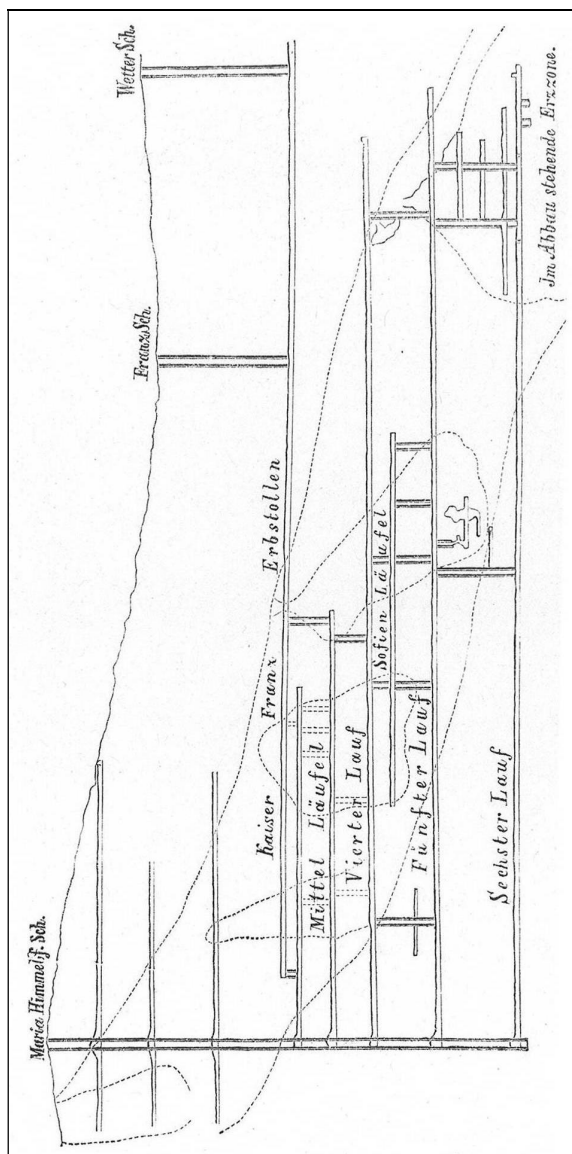 Maria Himmelf. Sch.
Franz Sch.
Wetter Sch.
Kaiser Franz Erbstollen
Mittel Läufel
Vierter Lauf
Sofien Läufel
Fünfter Lauf
Sechster Lauf
Im Abbau stehende Erzzone.